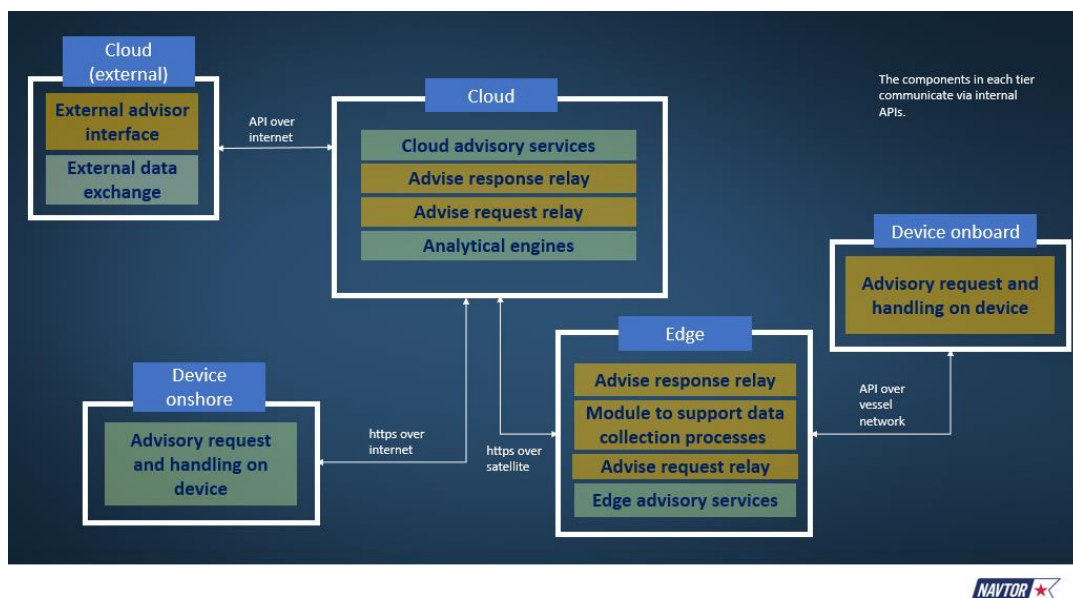 Cloud
(external)
External advisor
interface
External data
exchange
API over
internet
Cloud
Cloud advisory services
Advise response relay
Advise request relay
Analytical engines
The components in each tier
communicate via internal
APIs.
Device onboard
Advisory request and
handling on device
Device
onshore
Advisory request
and handling on
device
https over
internet
https over
satellite
Edge
Advise response relay
Module to support data
collection processes
Advise request relay
Edge advisory services
API over
vessel
network
NAVTOR